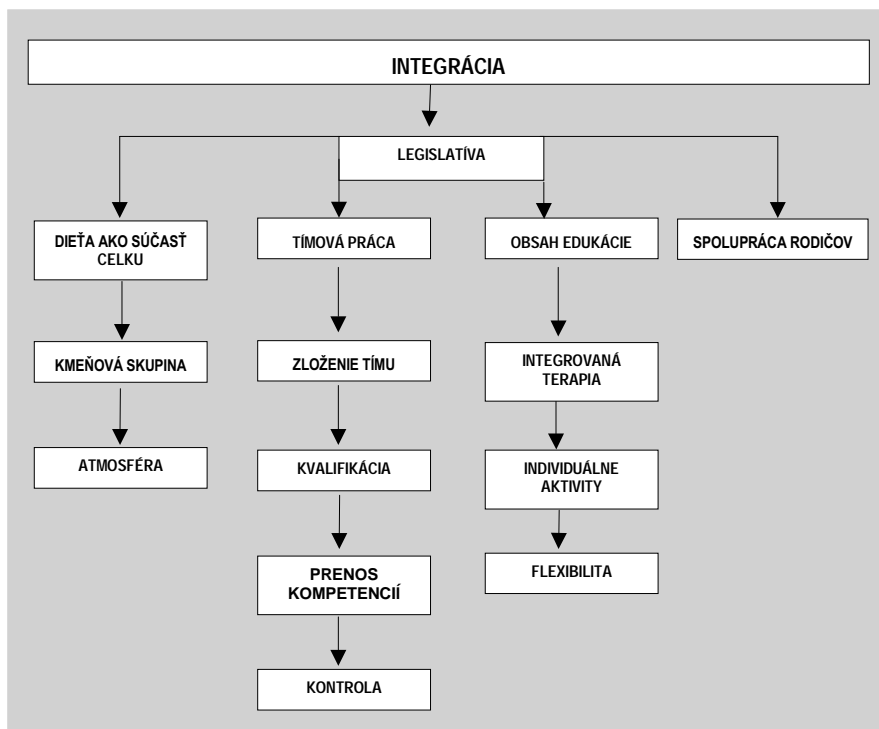 INTEGRÁCIA
LEGISLATÍVA
DIEŤA AKO SÚČASŤ
CELKU
TÍMOVÁ PRÁCA
OBSAH EDUKÁCIE
SPOLUPRÁCA RODIČOV
KMEŇOVÁ SKUPINA
ZLOŽENIE TÍMU
INTEGROVANÁ
TERAPIA
ATMOSFÉRA
KVALIFIKÁCIA
INDIVIDUÁLNE
AKTIVITY
PRENOS
KOMPETENCIÍ
FLEXIBILITA
KONTROLA